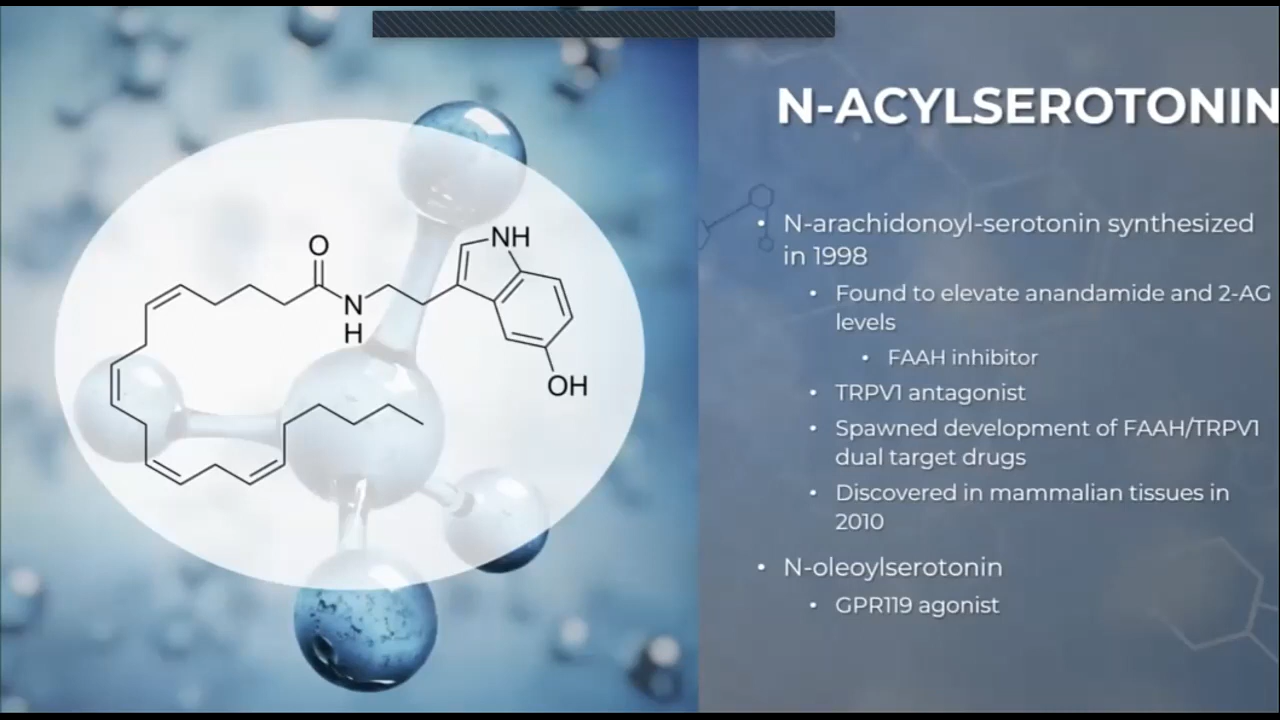 N-ACYLSEROTONIN
• N-arachidonoyl-serotonin synthesized
in 1998
• Found to elevate anandamide and 2-AG
levels
• FAAH inhibitor
• TRPV1 antagonist
• Spawned development of FAAH/TRPV1
dual target drugs
• Discovered in mammalian tissues in
2010
• N-oleoylserotonin
• GPR119 agonist
O
NH
N
H
OH